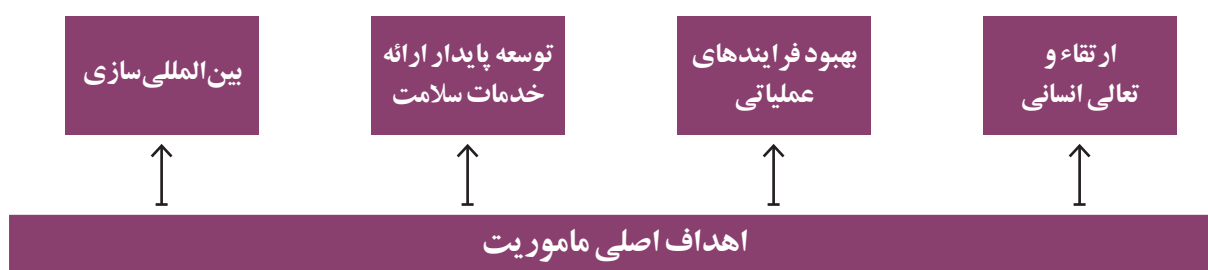 ارتقاء و
تعالی انسانی
بهبود فرایندهای
عملیاتی
توسعه پایدار ارائه
خدمات سلامت
بین‌المللی‌سازی
اهداف اصلی ماموریت